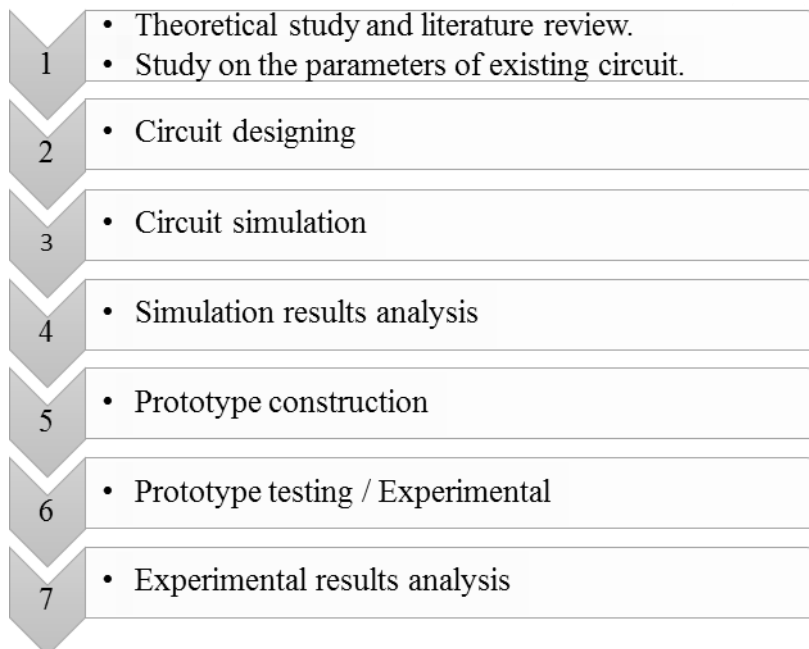 1
• Theoretical study and literature review.
• Study on the parameters of existing circuit.
2
• Circuit designing
3
• Circuit simulation
4
• Simulation results analysis
5
• Prototype construction
6
• Prototype testing / Experimental
7
• Experimental results analysis